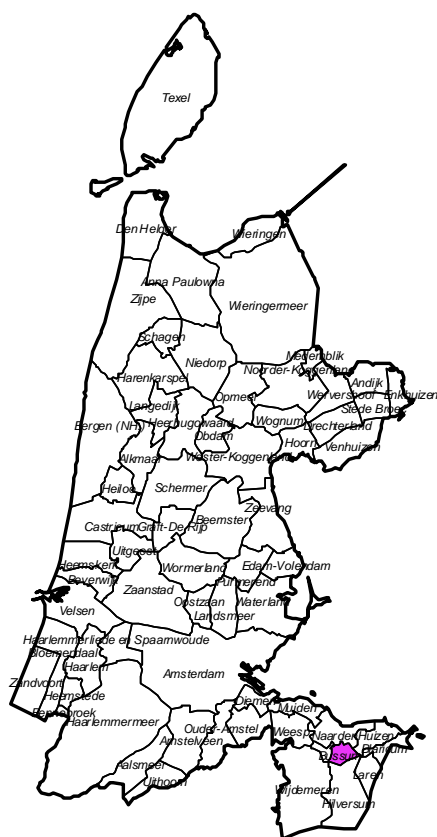 Texel
Den Helder
Wieringen
Anna Paulowna
Zijpe
Wieringermeer
Schagen
Medemblik
Niedorp
Noorder-Koggenland
Harenkarspel
Andijk
Opmeer
Wervershoof
Enkhuizen
Langedijk
Stede Broec
Bergen (NH)
Heerhugowaard
Wognum
Drechterland
Obdam
Hoorn
Venhuizen
Alkmaar
Wester-Koggenland
Heiloo
Schermer
Zeevang
Beemster
Castricum
Graft-De Rijp
Uitgeest
Heemskerk
Wormerland
Edam-Volendam
Beverwijk
Purmerend
Zaanstad
Oostzaan
Waterland
Velsen
Landsmeer
Haarlemmerliede en Spaarnwoude
Bloemendaal
Haarlem
Amsterdam
Zandvoort
Heemstede
Diemen
Muiden
Bennebroek
Haarlemmermeer
Ouder-Amstel
Weesp
Naarden
Huizen
Amstelveen
Bussum
Blaricum
Aalsmeer
Laren
Uithoorn
Wijdemeren
Hilversum